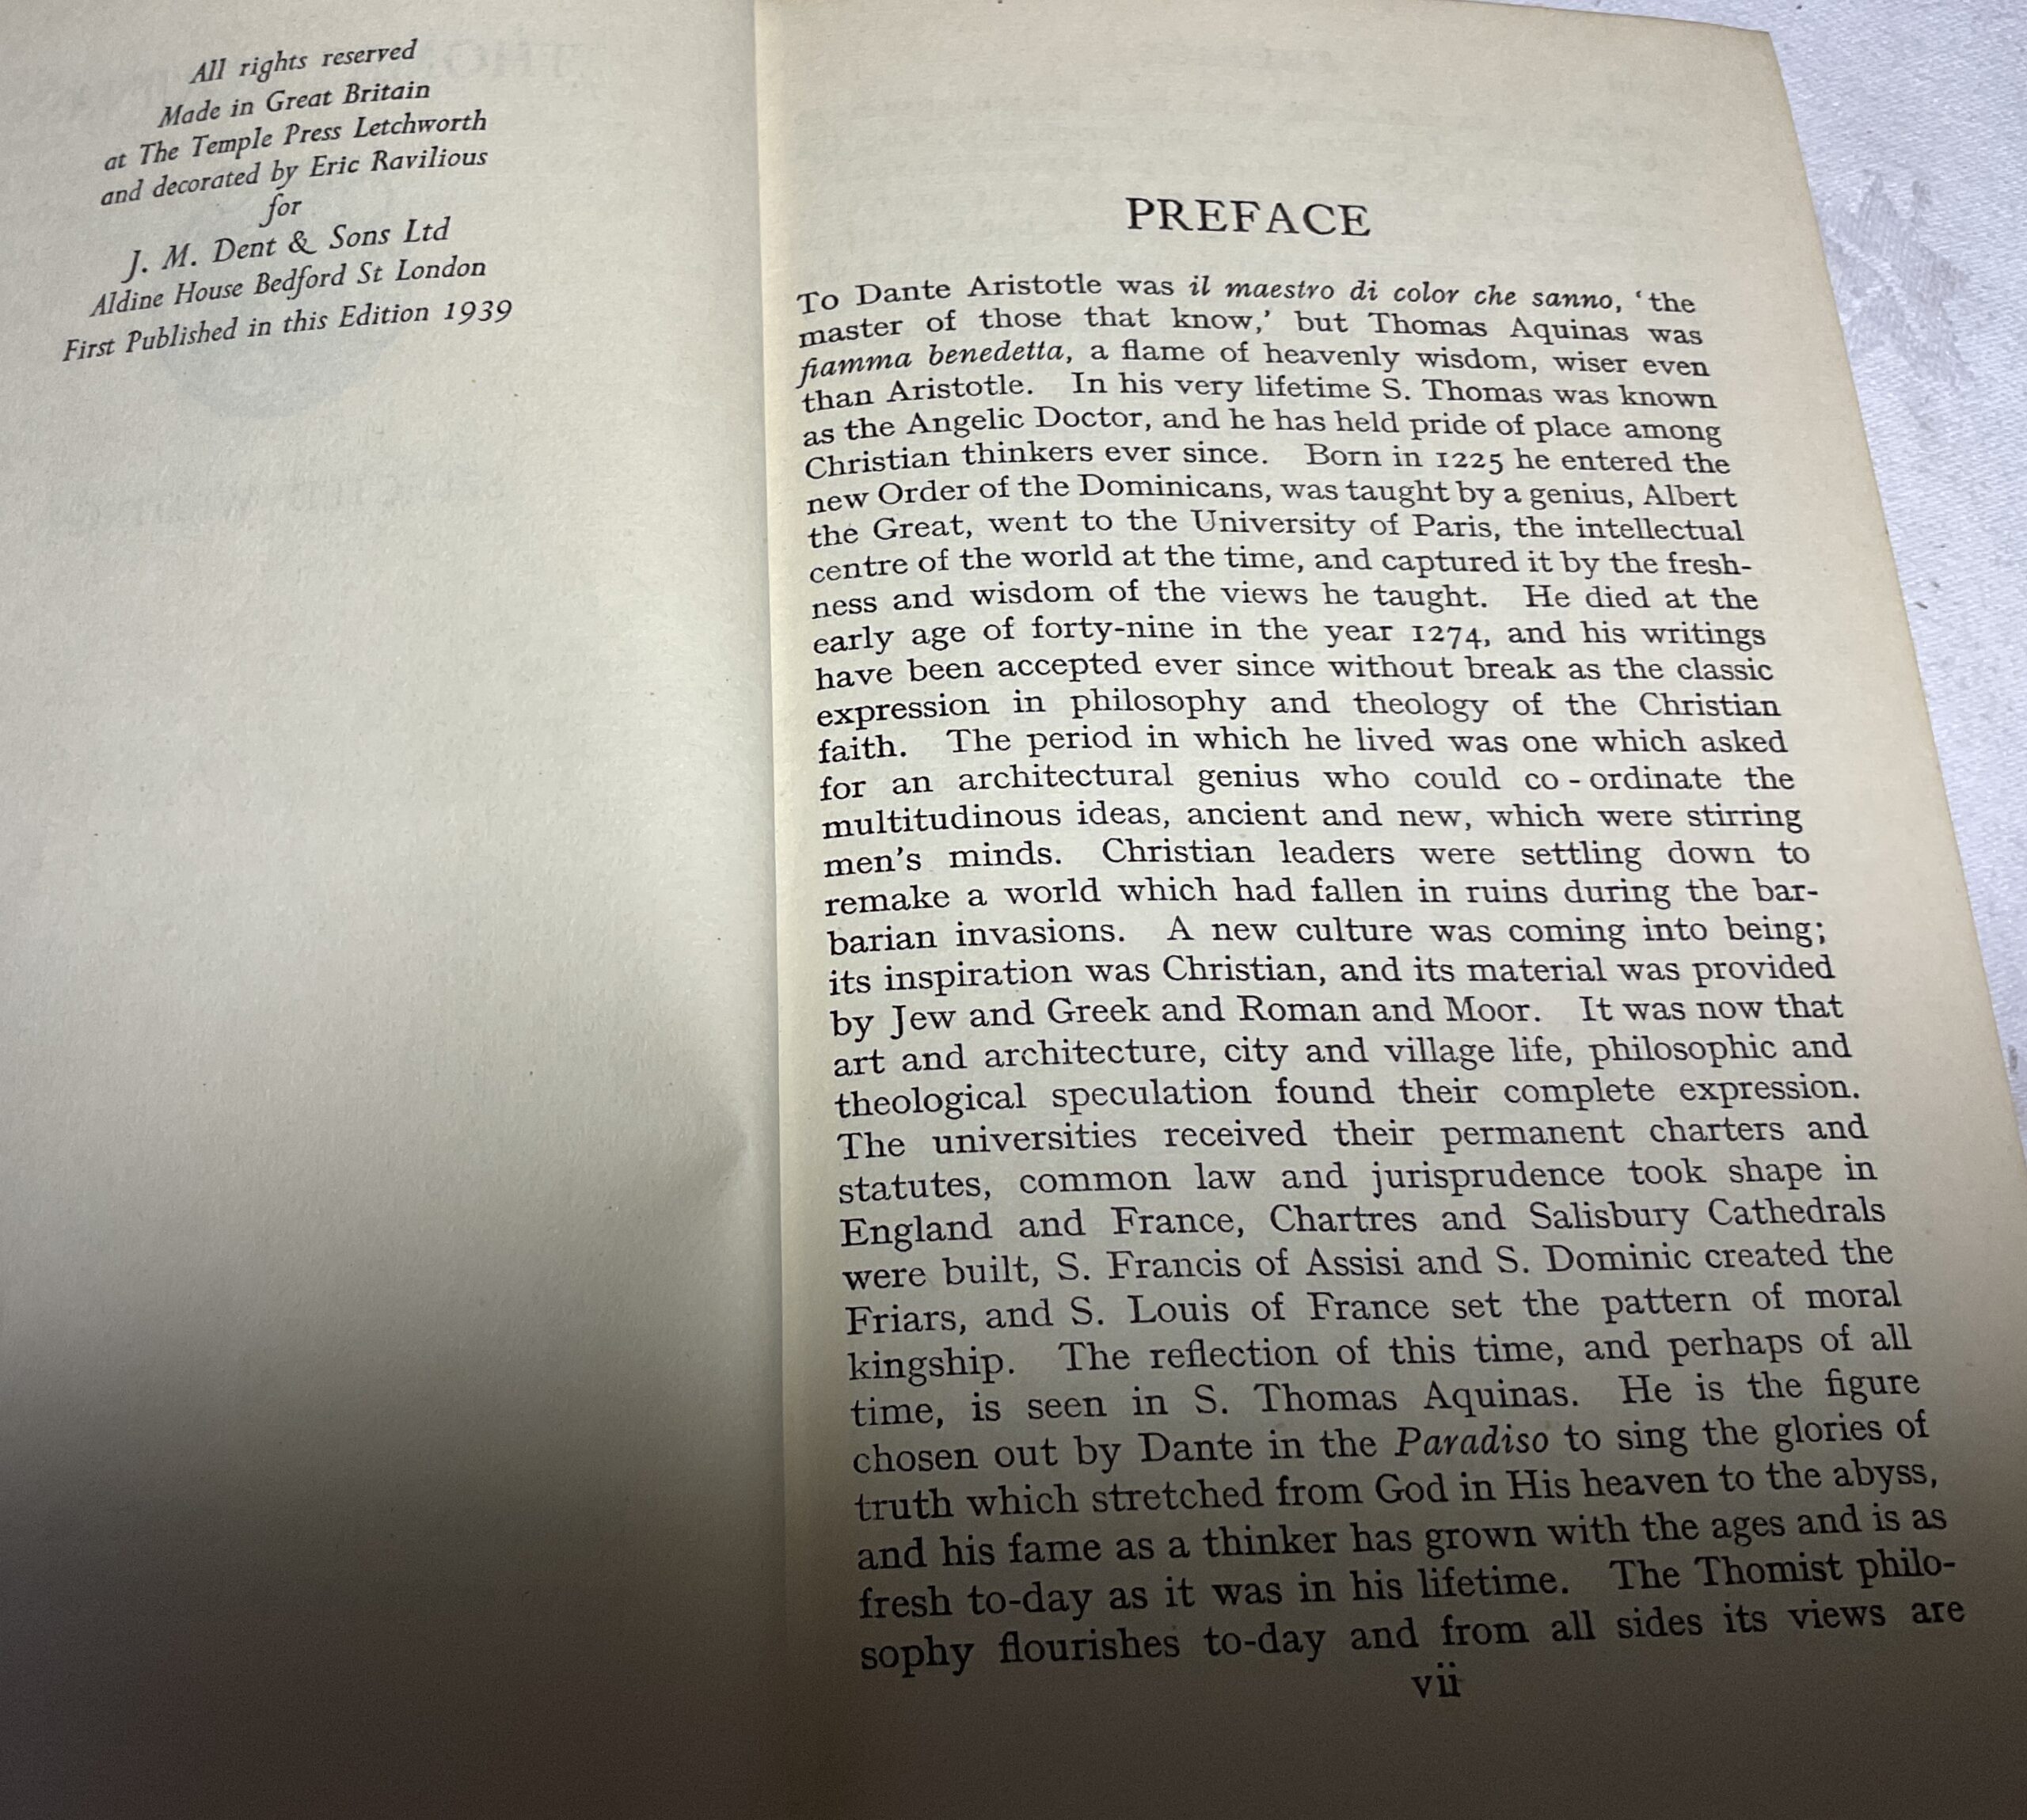 All rights reserved
Made in Great Britain
at The Temple Press Letchworth
and decorated by Eric Ravilious
for
J. M. Dent & Sons Ltd
Aldine House Bedford St London
First Published in this Edition 1939
PREFACE
To Dante Aristotle was il maestro di color che sanno, ‘the
master of those that know,’ but Thomas Aquinas was
fiamma benedetta, a flame of heavenly wisdom, wiser even
than Aristotle. In his very lifetime S. Thomas was known
as the Angelic Doctor, and he has held pride of place among
Christian thinkers ever since. Born in 1225 he entered the
new Order of the Dominicans, was taught by a genius, Albert
the Great, went to the University of Paris, the intellectual
centre of the world at the time, and captured it by the fresh-
ness and wisdom of the views he taught. He died at the
early age of forty-nine in the year 1274, and his writings
have been accepted ever since without break as the classic
expression in philosophy and theology of the Christian
faith. The period in which he lived was one which asked
for an architectural genius who could co-ordinate the
multitudinous ideas, ancient and new, which were stirring
men’s minds. Christian leaders were settling down to
remake a world which had fallen in ruins during the bar-
barian invasions. A new culture was coming into being;
its inspiration was Christian, and its material was provided
by Jew and Greek and Roman and Moor. It was now that
art and architecture, city and village life, philosophic and
theological speculation found their complete expression.
The universities received their permanent charters and
statutes, common law and jurisprudence took shape in
England and France, Chartres and Salisbury Cathedrals
were built, S. Francis of Assisi and S. Dominic created the
Friars, and S. Louis of France set the pattern of moral
kingship. The reflection of this time, and perhaps of all
time, is seen in S. Thomas Aquinas. He is the figure
chosen out by Dante in the Paradiso to sing the glories of
truth which stretched from God in His heaven to the abyss,
and his fame as a thinker has grown with the ages and is as
fresh to-day as it was in his lifetime. The Thomist philo-
sophy flourishes to-day and from all sides its views are
vii